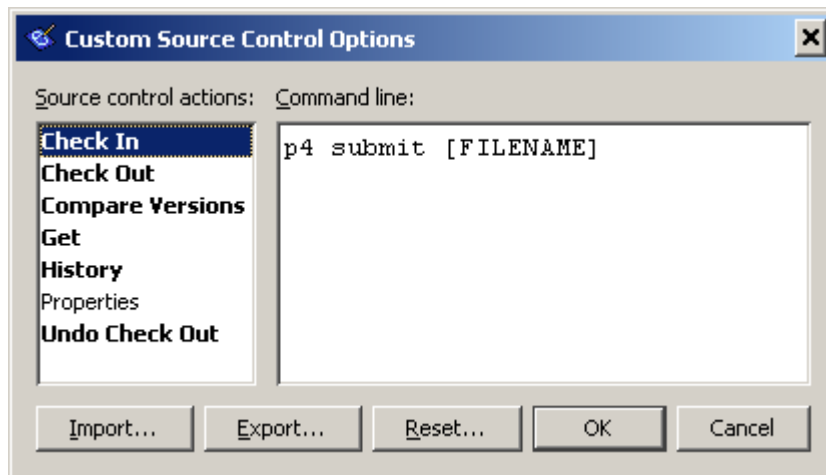 Custom Source Control Options
Source control actions:
Command line:
Check In
Check Out
Compare Versions
Get
History
Properties
Undo Check Out
p4 submit [FILENAME]
Import...
Export...
Reset...
OK
Cancel